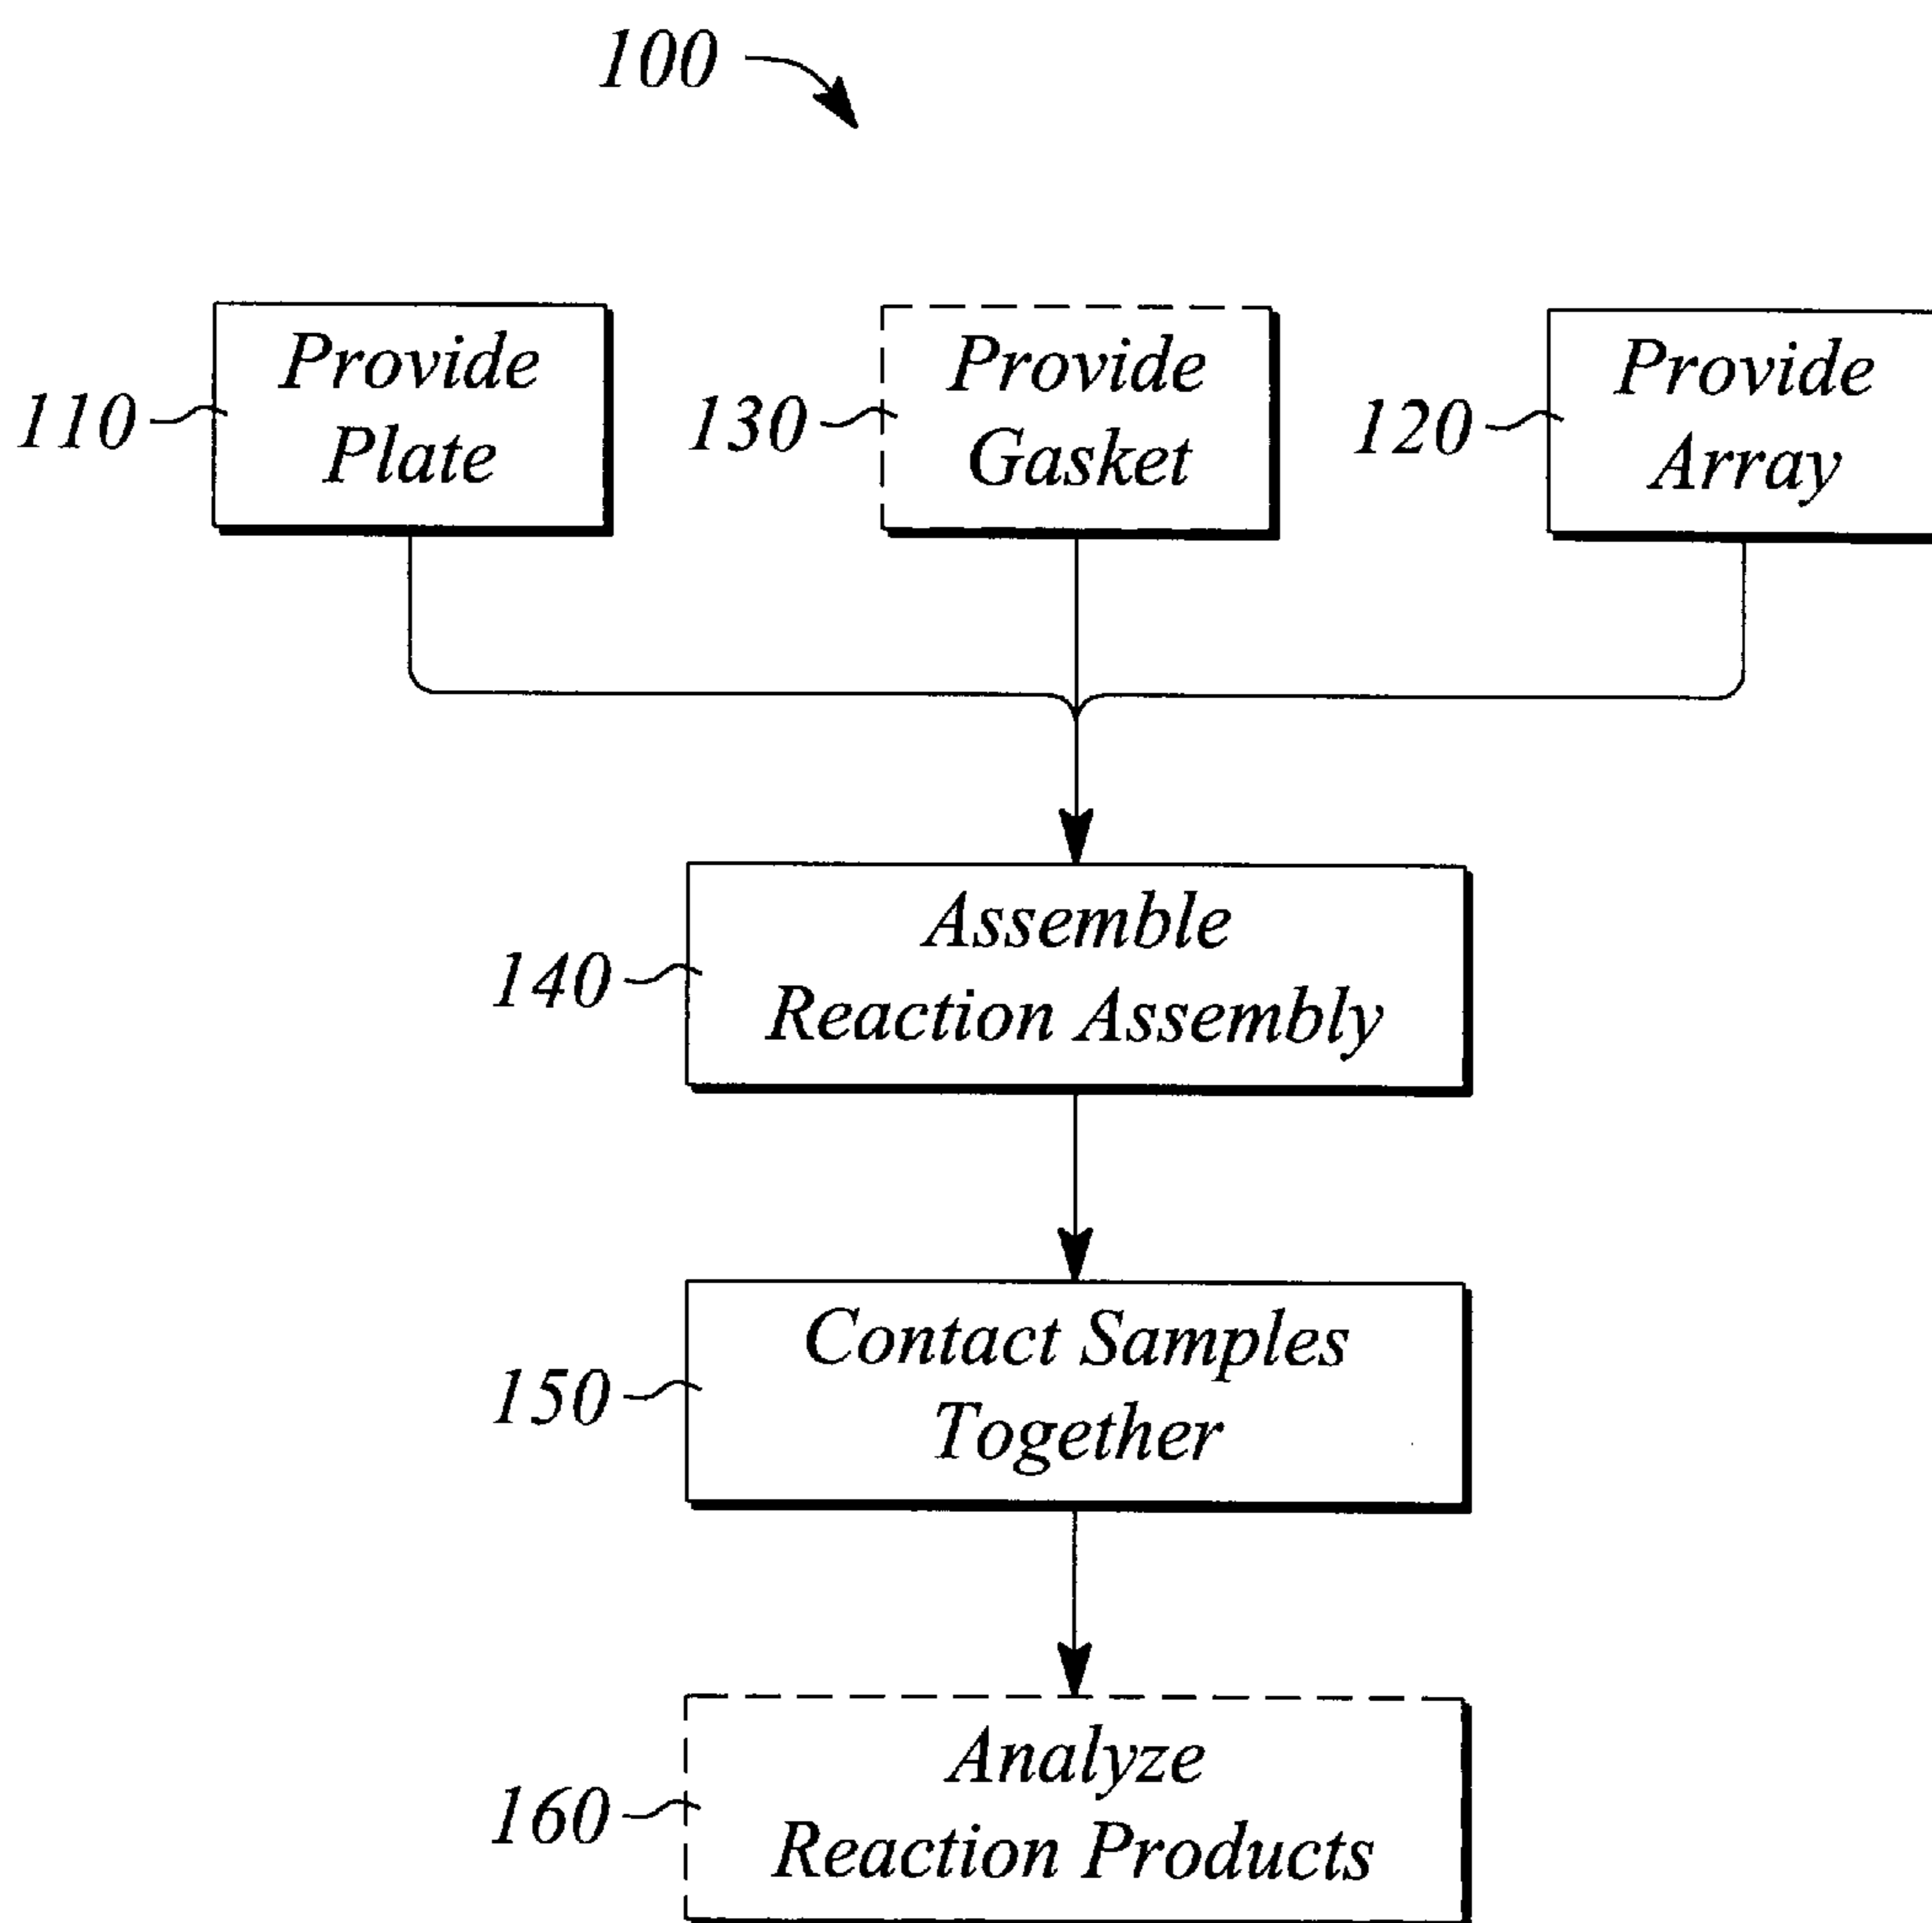 100
110
Provide
Plate
130
Provide
Gasket
120
Provide
Array
140
Assemble
Reaction Assembly
150
Contact Samples
Together
160
Analyze
Reaction Products